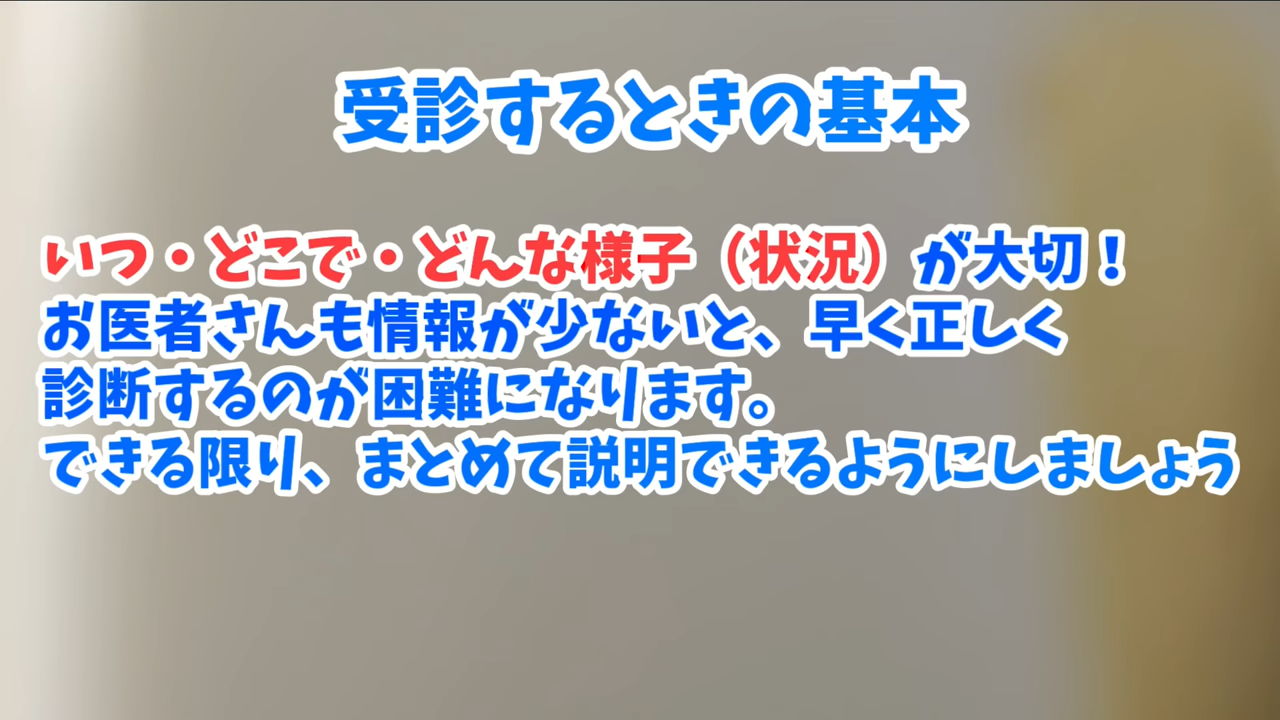 受診するときの基本
いつ・どこで・どんな様子（状況）が大切！
お医者さんも情報が少ないと、早く正しく
診断するのが困難になります。
できる限り、まとめて説明できるようにしましょう